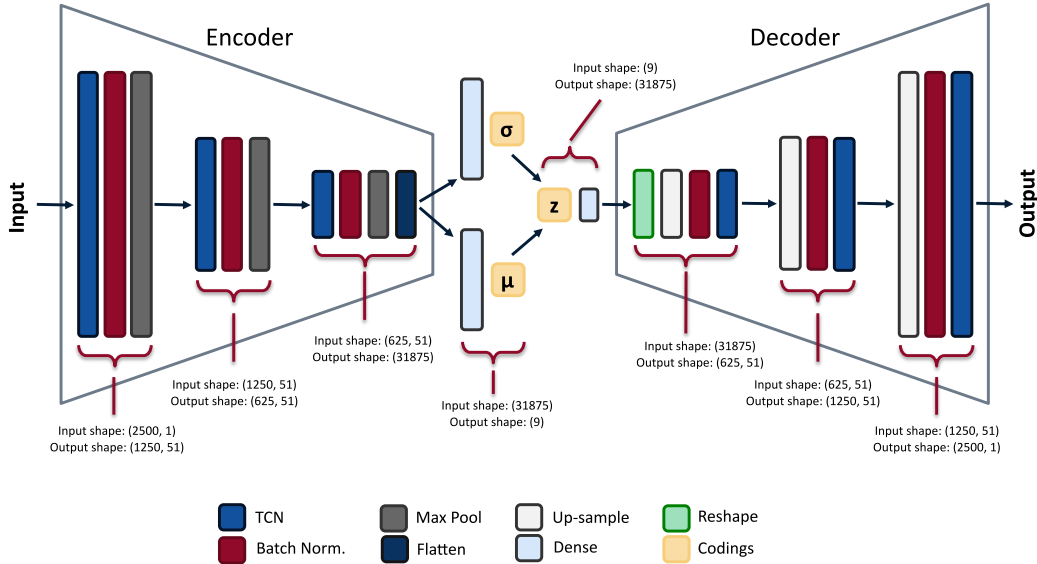 Encoder
Decoder
Input shape: (9)
Output shape: (31875)
σ
Input
z
Output
μ
Input shape: (625, 51)
Output shape: (31875)
Input shape: (31875)
Output shape: (625, 51)
Input shape: (1250, 51)
Output shape: (625, 51)
Input shape: (625, 51)
Output shape: (1250, 51)
Input shape: (31875)
Output shape: (9)
Input shape: (2500, 1)
Output shape: (1250, 51)
Input shape: (1250, 51)
Output shape: (2500, 1)
TCN
Max Pool
Up-sample
Reshape
Batch Norm.
Flatten
Dense
Codings